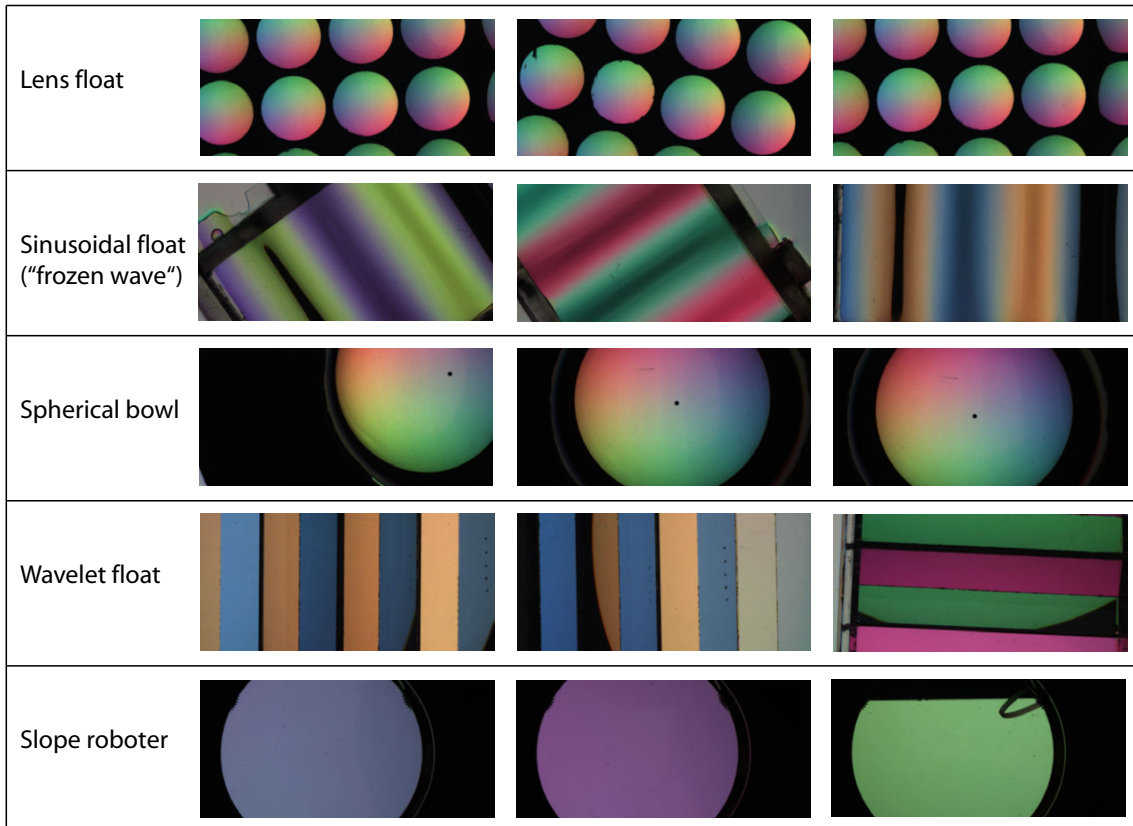 Lens float
Sinusoidal float
(“frozen wave“)
Spherical bowl
Wavelet float
Slope roboter